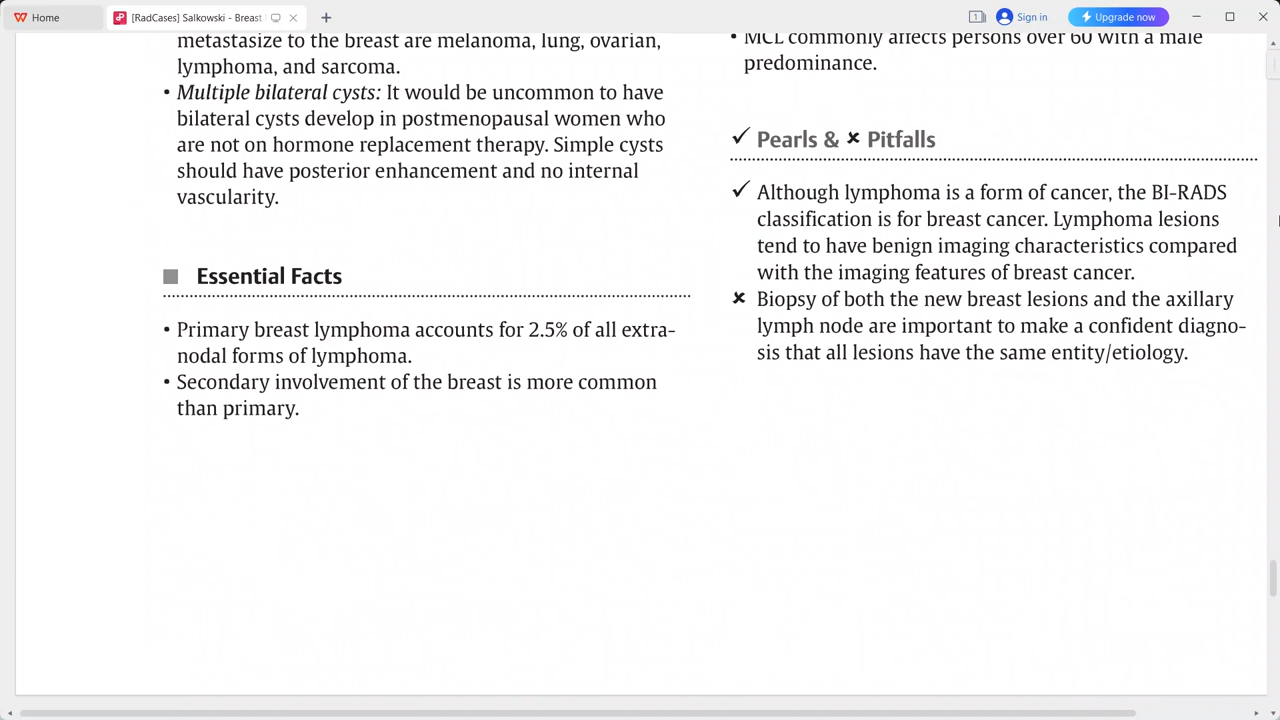 Home
[RadCases] Salkowski - Breast
1
Sign in
Upgrade now
metastasize to the breast are melanoma, lung, ovarian,
lymphoma, and sarcoma.
• Multiple bilateral cysts: It would be uncommon to have
bilateral cysts develop in postmenopausal women who
are not on hormone replacement therapy. Simple cysts
should have posterior enhancement and no internal
vascularity.
Essential Facts
• Primary breast lymphoma accounts for 2.5% of all extra-
nodal forms of lymphoma.
• Secondary involvement of the breast is more common
than primary.
• MCL commonly affects persons over 60 with a male
predominance.
✓ Pearls & ✗ Pitfalls
✓ Although lymphoma is a form of cancer, the BI-RADS
classification is for breast cancer. Lymphoma lesions
tend to have benign imaging characteristics compared
with the imaging features of breast cancer.
✗ Biopsy of both the new breast lesions and the axillary
lymph node are important to make a confident diagno-
sis that all lesions have the same entity/etiology.